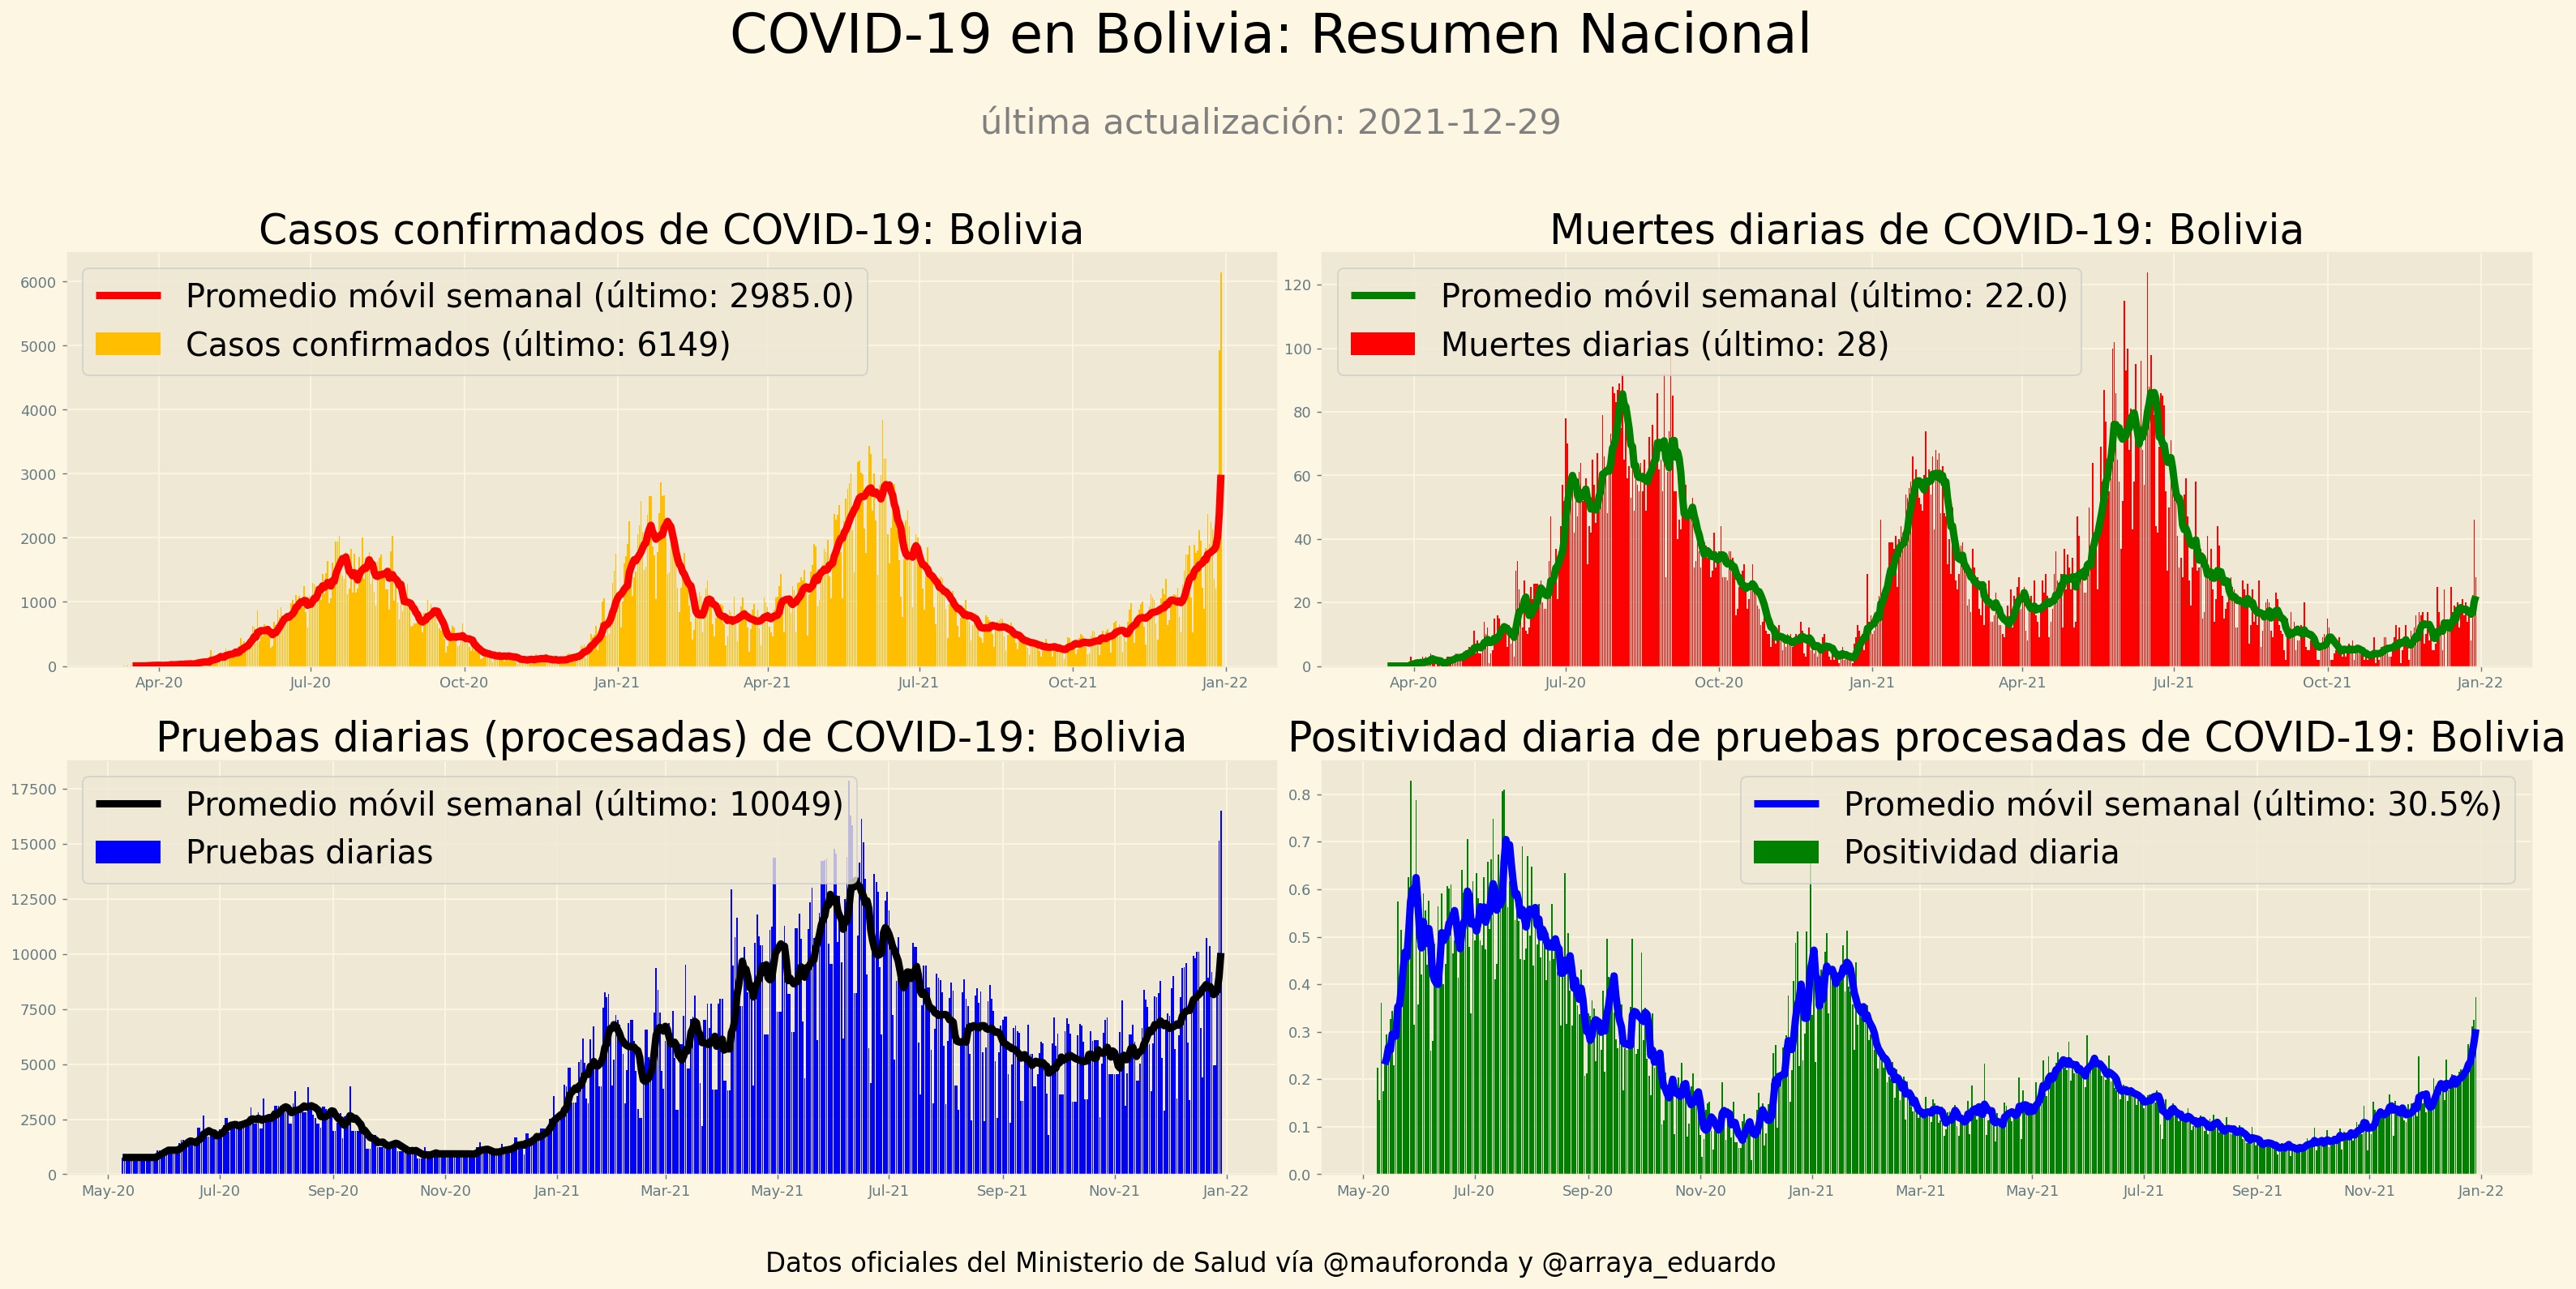 COVID-19 en Bolivia: Resumen Nacional
última actualización: 2021-12-29
Casos confirmados de COVID-19: Bolivia
Promedio móvil semanal (último: 2985.0)
Casos confirmados (último: 6149)
6000
5000
4000
3000
2000
1000
0
Apr-20 Jul-20 Oct-20 Jan-21 Apr-21 Jul-21 Oct-21 Jan-22
Muertes diarias de COVID-19: Bolivia
Promedio móvil semanal (último: 22.0)
Muertes diarias (último: 28)
120
100
80
60
40
20
0
Apr-20 Jul-20 Oct-20 Jan-21 Apr-21 Jul-21 Oct-21 Jan-22
Pruebas diarias (procesadas) de COVID-19: Bolivia
Promedio móvil semanal (último: 10049)
Pruebas diarias
17500
15000
12500
10000
7500
5000
2500
0
May-20 Jul-20 Sep-20 Nov-20 Jan-21 Mar-21 May-21 Jul-21 Sep-21 Nov-21 Jan-22
Positividad diaria de pruebas procesadas de COVID-19: Bolivia
Promedio móvil semanal (último: 30.5%)
Positividad diaria
0.8
0.7
0.6
0.5
0.4
0.3
0.2
0.1
0.0
May-20 Jul-20 Sep-20 Nov-20 Jan-21 Mar-21 May-21 Jul-21 Sep-21 Nov-21 Jan-22
Datos oficiales del Ministerio de Salud vía @mauforonda y @arraya_eduardo